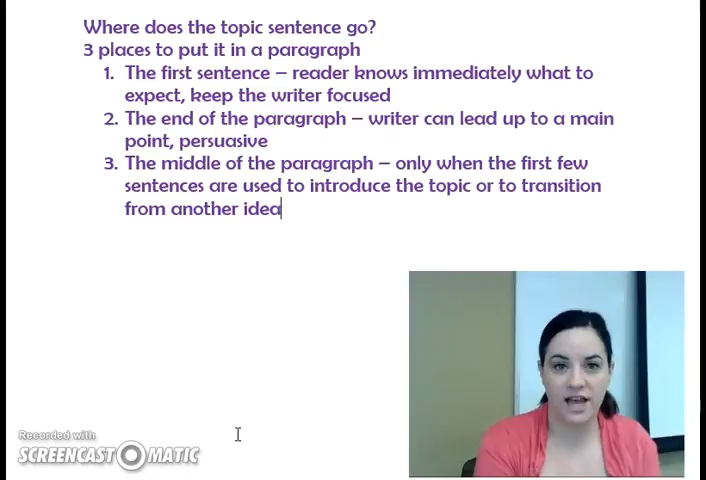 Where does the topic sentence go?
3 places to put it in a paragraph
1. The first sentence – reader knows immediately what to
expect, keep the writer focused
2. The end of the paragraph – writer can lead up to a main
point, persuasive
3. The middle of the paragraph – only when the first few
sentences are used to introduce the topic or to transition
from another idea
Recorded with
SCREENCAST O MATIC